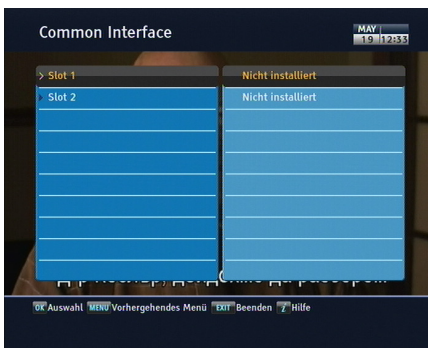 Common Interface
MAY
19 12:33
> Slot 1 Nicht installiert
Slot 2 Nicht installiert
OK Auswahl MENU Vorhergehendes Menü EXIT Beenden i Hilfe